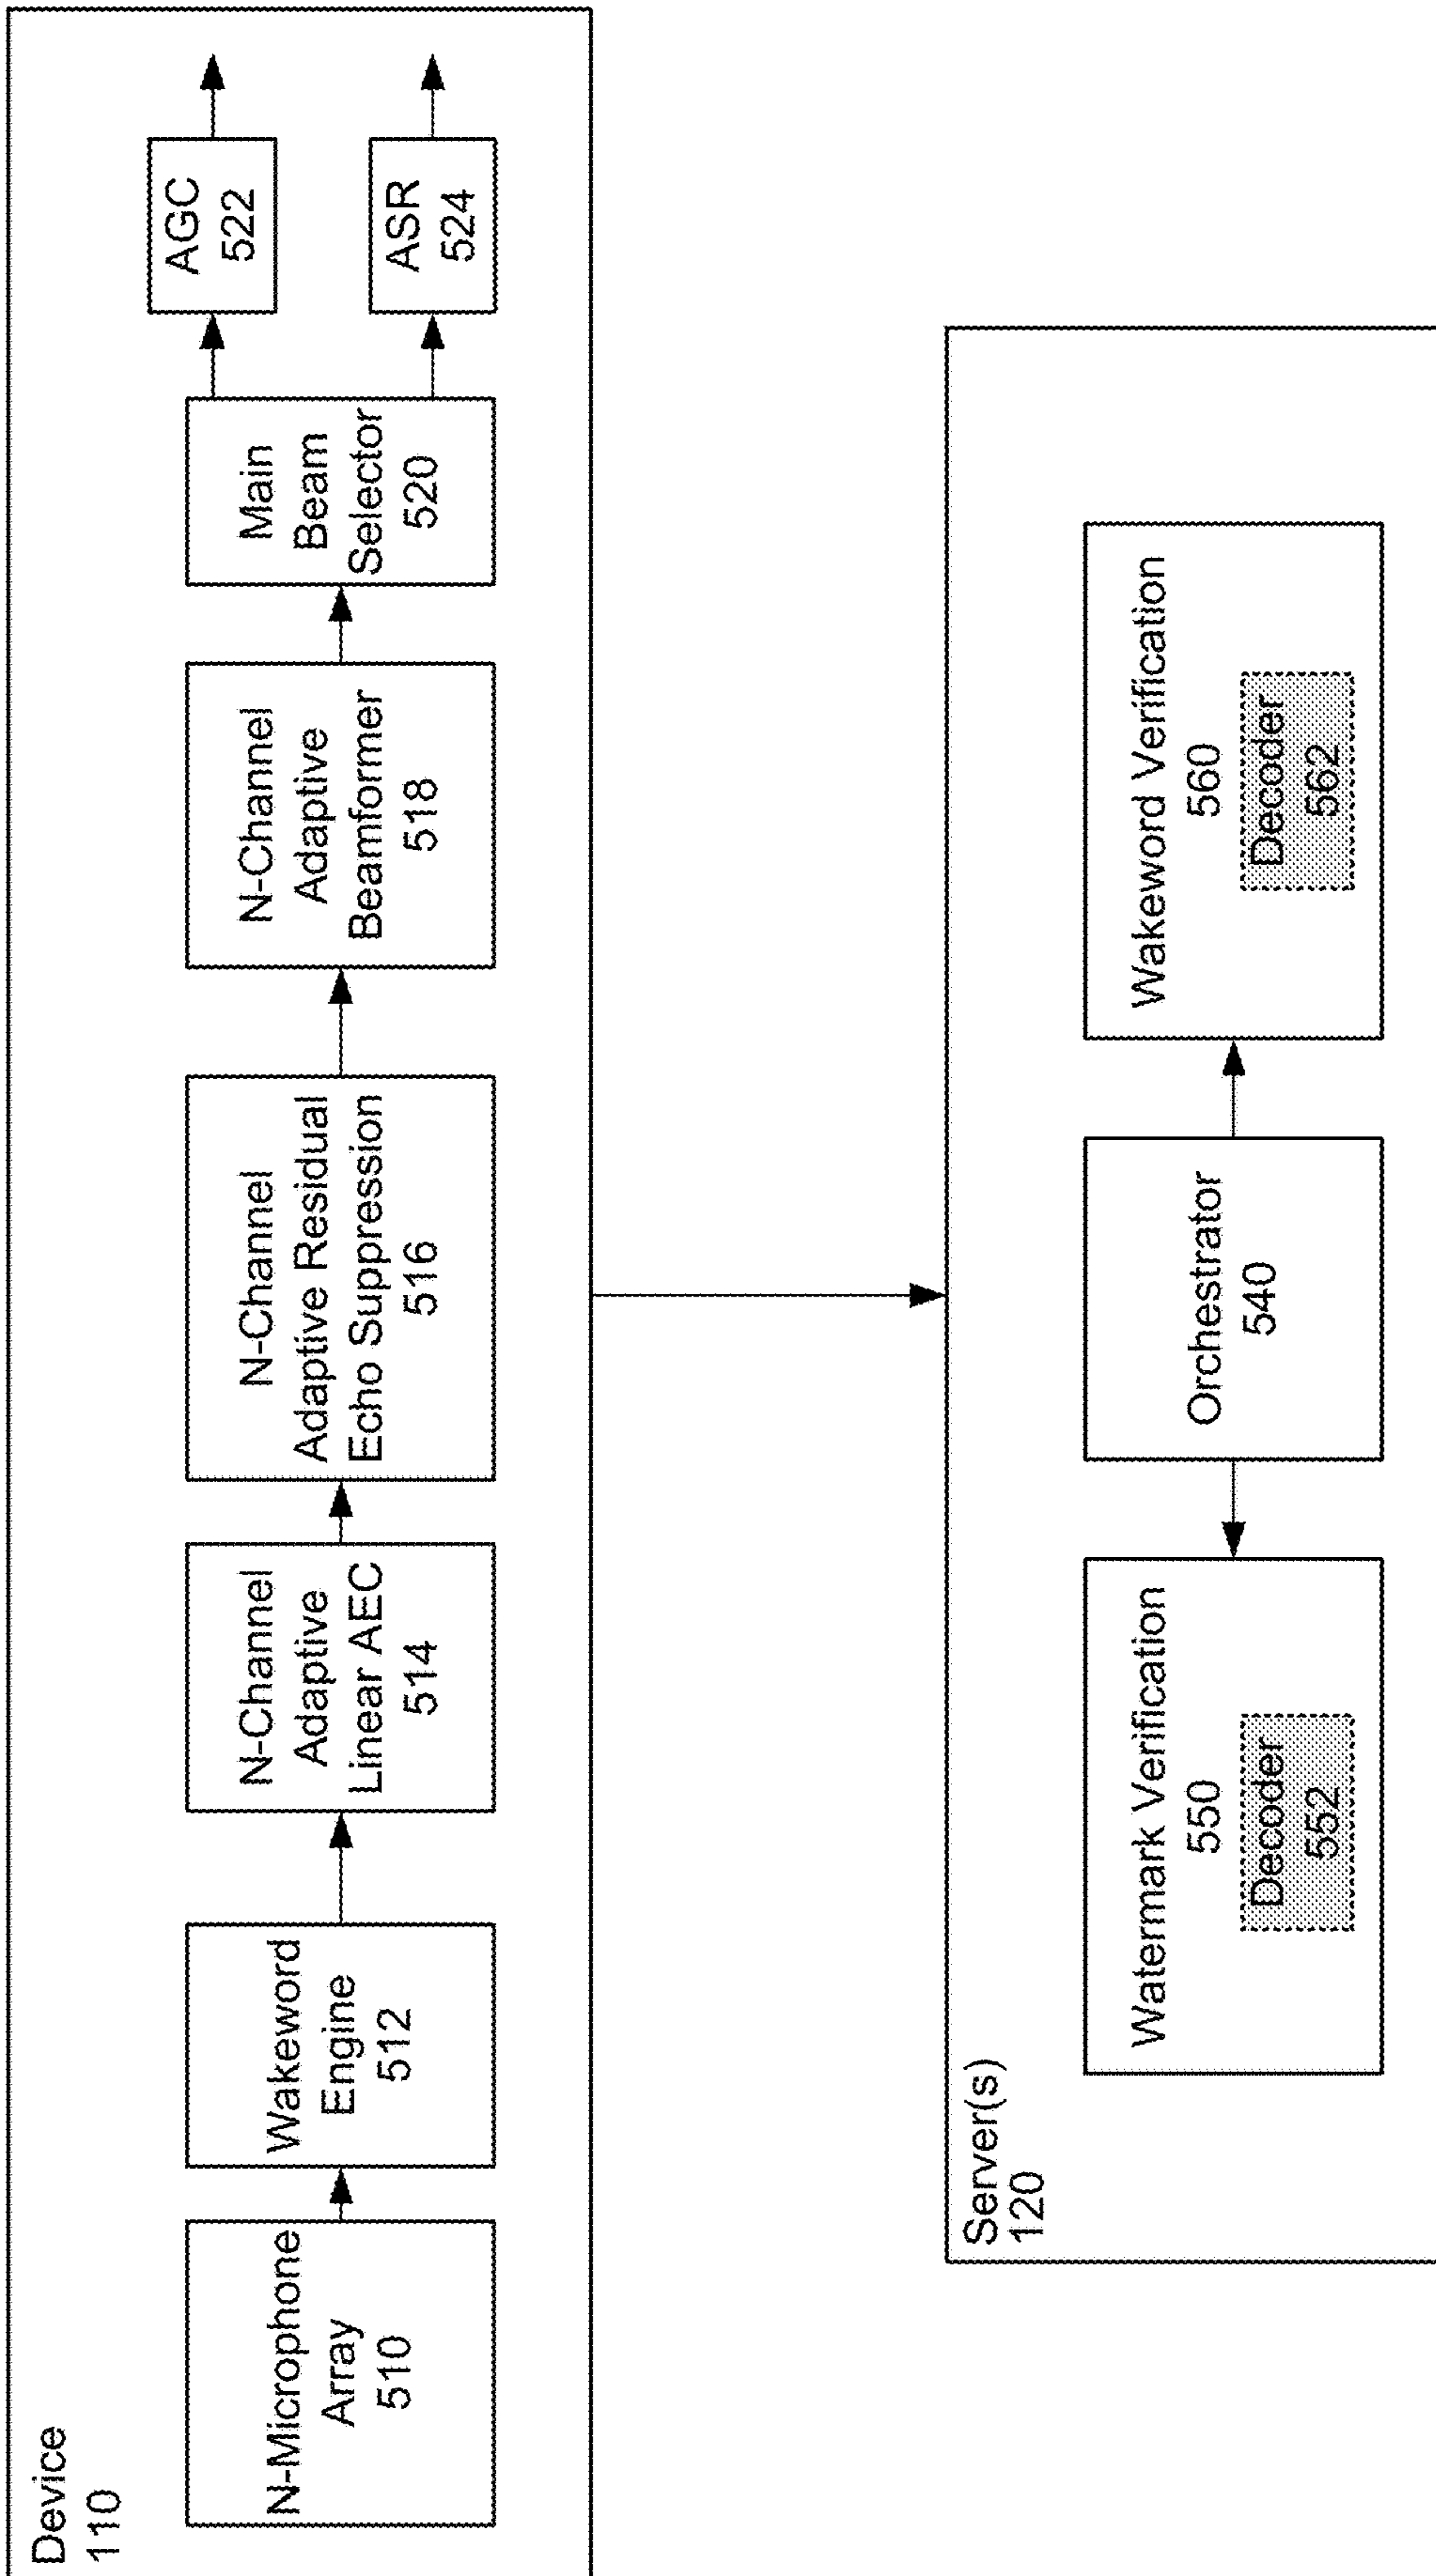 Device
110
N-Microphone
Array
510
Wakeword
Engine
512
N-Channel
Adaptive
Linear AEC
514
N-Channel
Adaptive Residual
Echo Suppression
516
N-Channel
Adaptive
Beamformer
518
Main
Beam
Selector
520
AGC
522
ASR
524
Server(s)
120
Watermark Verification
550
Decoder
552
Orchestrator
540
Wakeword Verification
560
Decoder
562